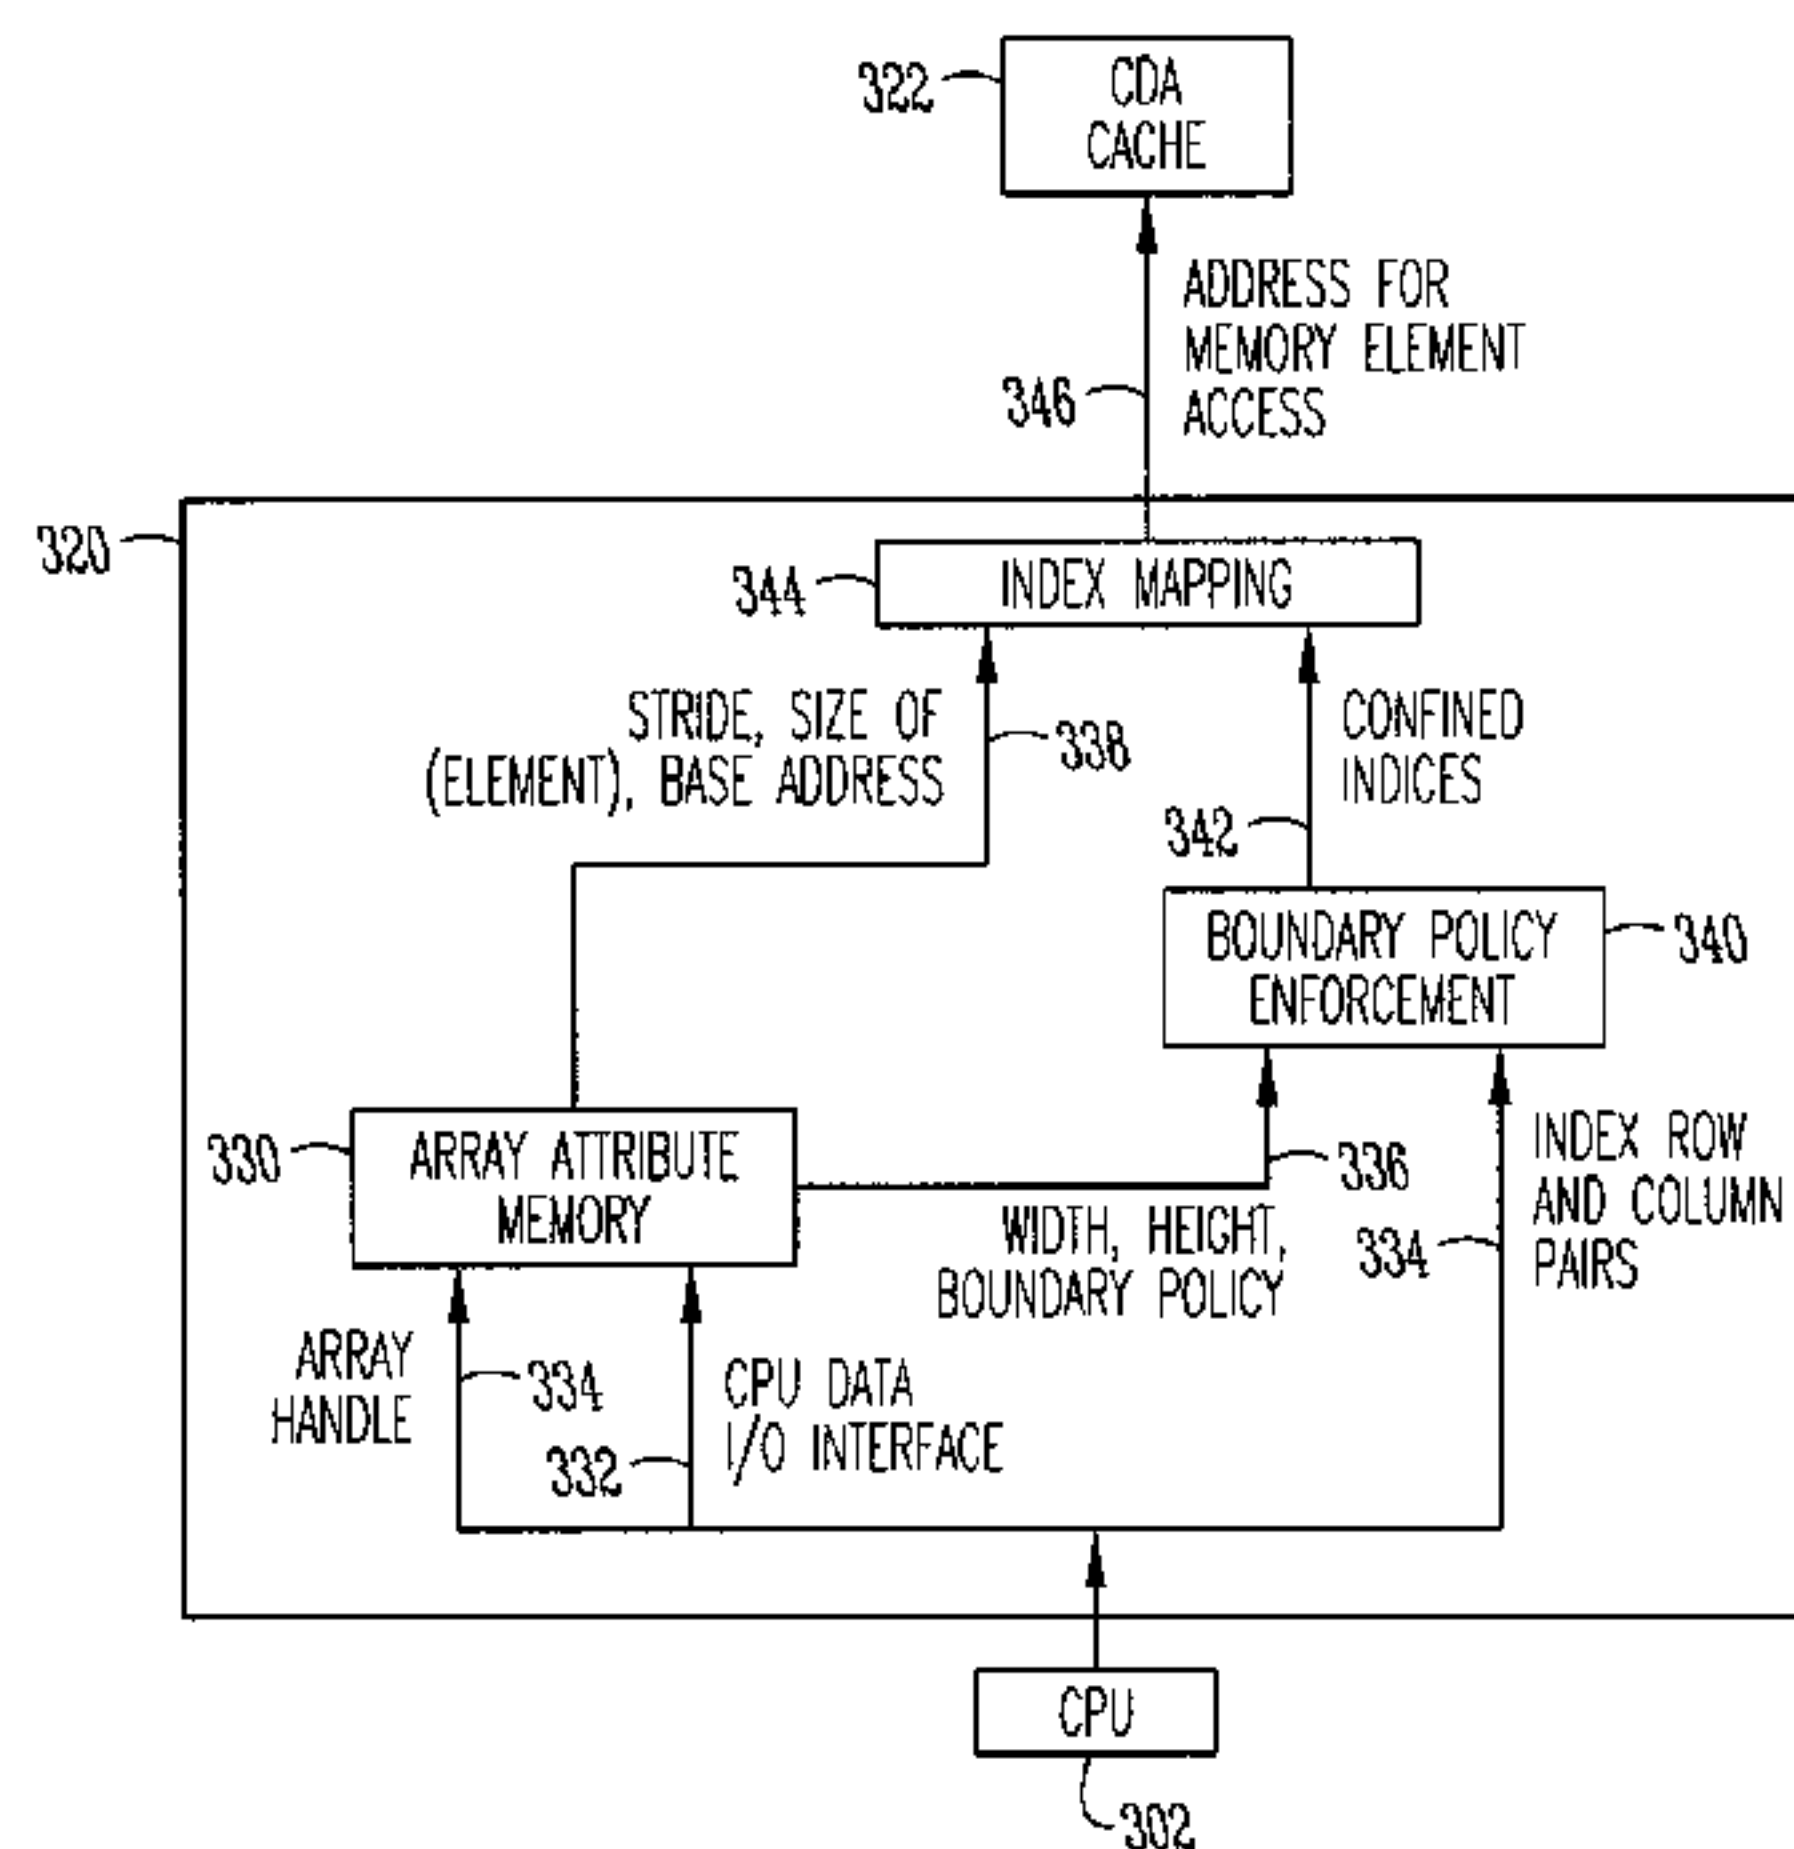 322
CDA
CACHE
ADDRESS FOR
MEMORY ELEMENT
ACCESS
346
320
344
INDEX MAPPING
STRIDE, SIZE OF
(ELEMENT), BASE ADDRESS
338
CONFINED
INDICES
342
BOUNDARY POLICY
ENFORCEMENT
340
330
ARRAY ATTRIBUTE
MEMORY
336
WIDTH, HEIGHT,
BOUNDARY POLICY
334
INDEX ROW
AND COLUMN
PAIRS
ARRAY
HANDLE
334
332
CPU DATA
I/O INTERFACE
CPU
302